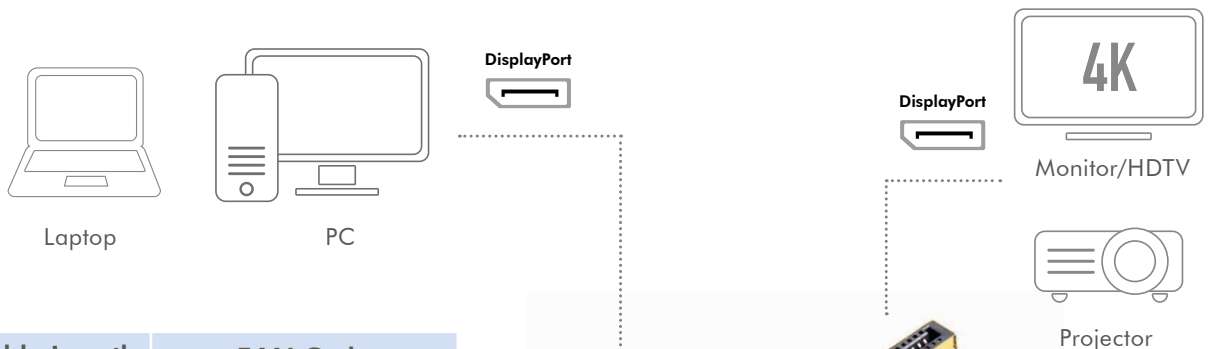 DisplayPort
4K
DisplayPort
Monitor/HDTV
Laptop
PC
Projector